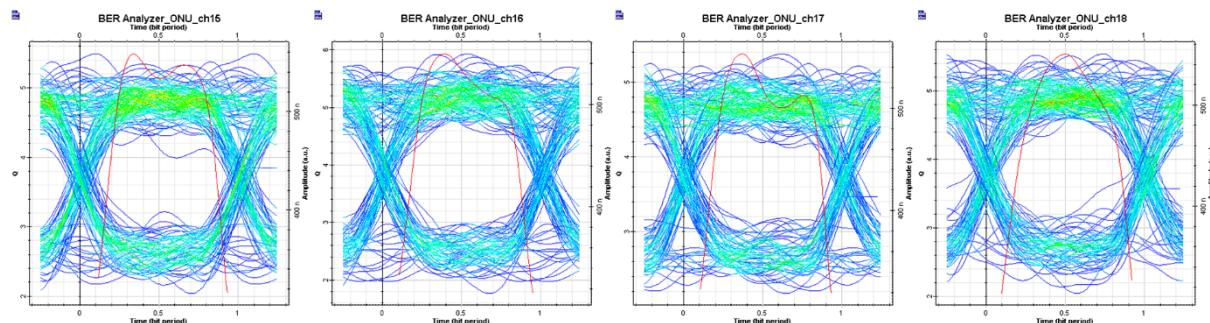 BER Analyzer_ONU_ch15
Time (bit period)
0 0.5 1
Q
5
4
3
2
Amplitude (a.u.)
500 n
400 n
0 0.5 1
Time (bit period)
BER Analyzer_ONU_ch16
Time (bit period)
0 0.5 1
Q
6
5
4
3
2
Amplitude (a.u.)
500 n
400 n
0 0.5 1
Time (bit period)
BER Analyzer_ONU_ch17
Time (bit period)
0 0.5 1
Q
5
4
3
Amplitude (a.u.)
500 n
400 n
0 0.5 1
Time (bit period)
BER Analyzer_ONU_ch18
Time (bit period)
0 0.5 1
Q
5
4
3
2
500 n
400 n
0 0.5 1
Time (bit period)